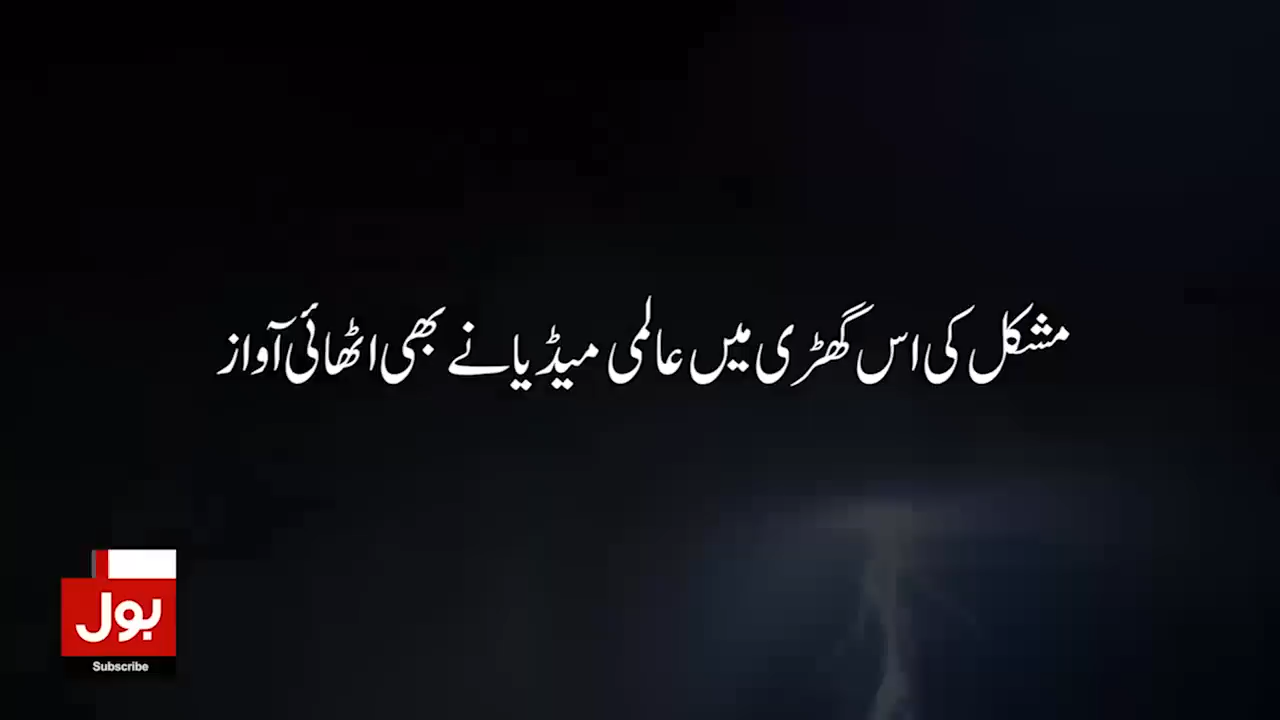 مشکل کی اس گھڑی میں عالمی میڈیا نے بھی اٹھائی آواز
بول
Subscribe